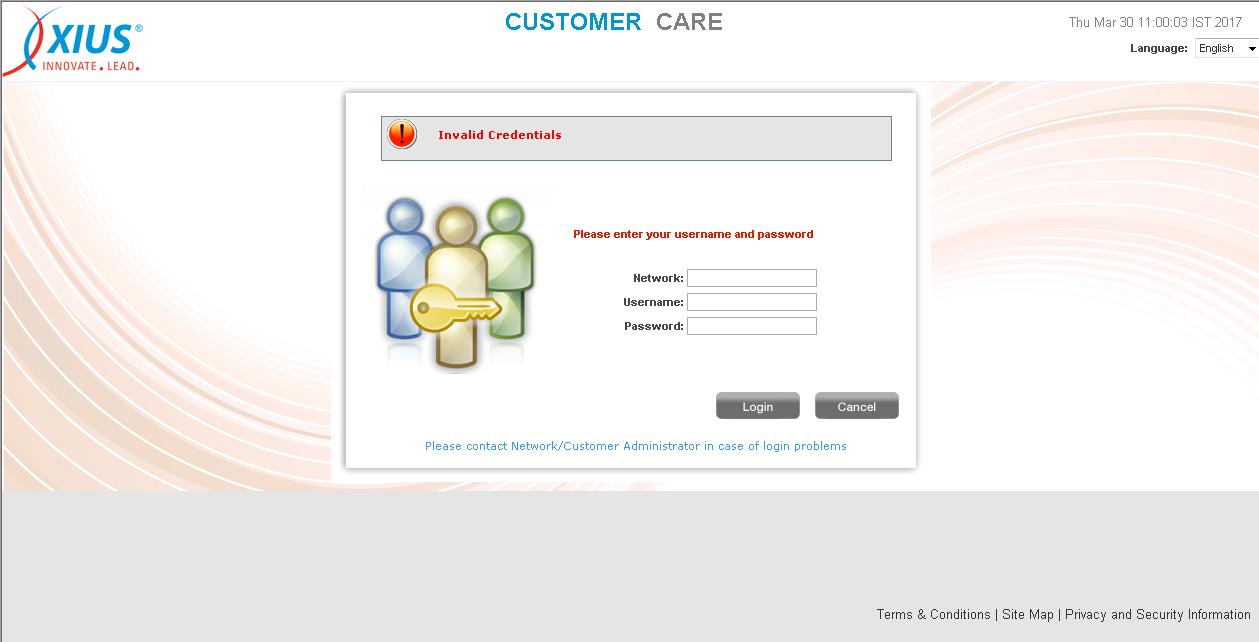 XIUS®
INNOVATE. LEAD.
CUSTOMER CARE
Thu Mar 30 11:00:03 IST 2017
Language: English
Invalid Credentials
Please enter your username and password
Network:
Username:
Password:
Login Cancel
Please contact Network/Customer Administrator in case of login problems
Terms & Conditions | Site Map | Privacy and Security Information